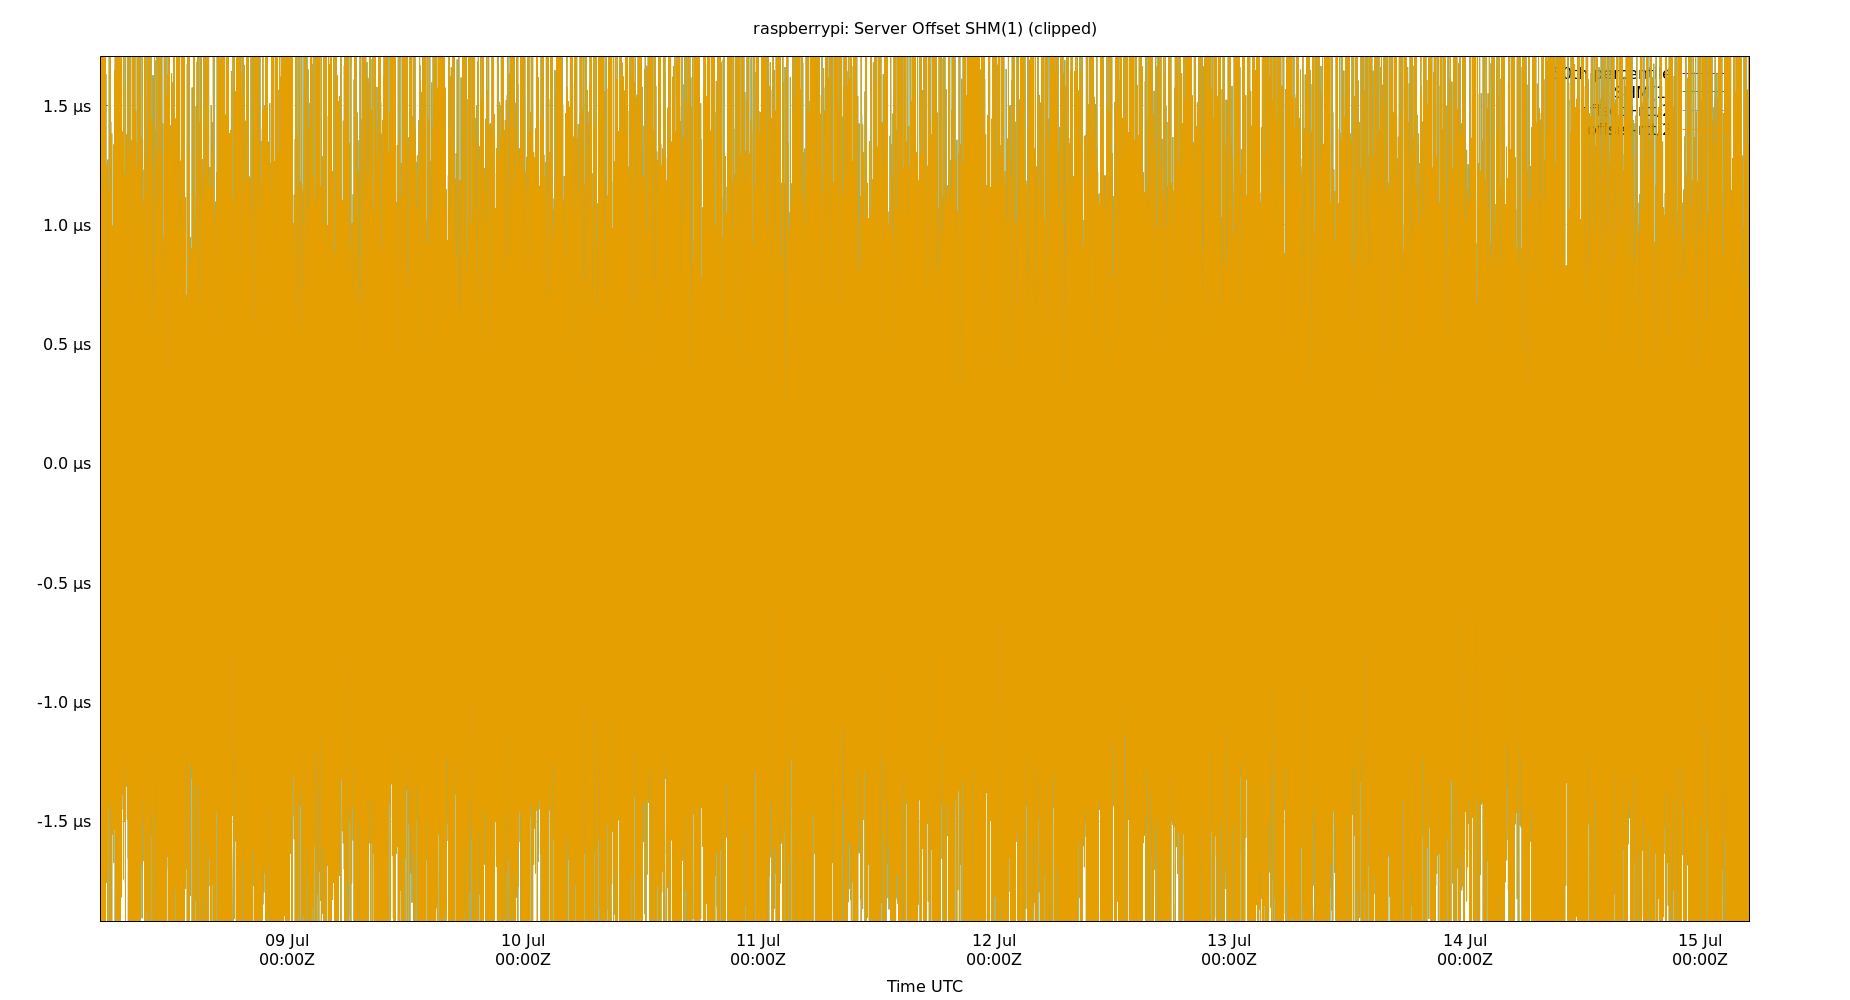 raspberrypi: Server Offset SHM(1) (clipped)
percentile
1.5 µs
1.0 µs
0.5 µs
0.0 µs
-0.5 µs
-1.0 µs
-1.5 µs
09 Jul 10 Jul 11 Jul 12 Jul 13 Jul 14 Jul 15 Jul
00:00Z 00:00Z 00:00Z 00:00Z 00:00Z 00:00Z 00:00Z
Time UTC